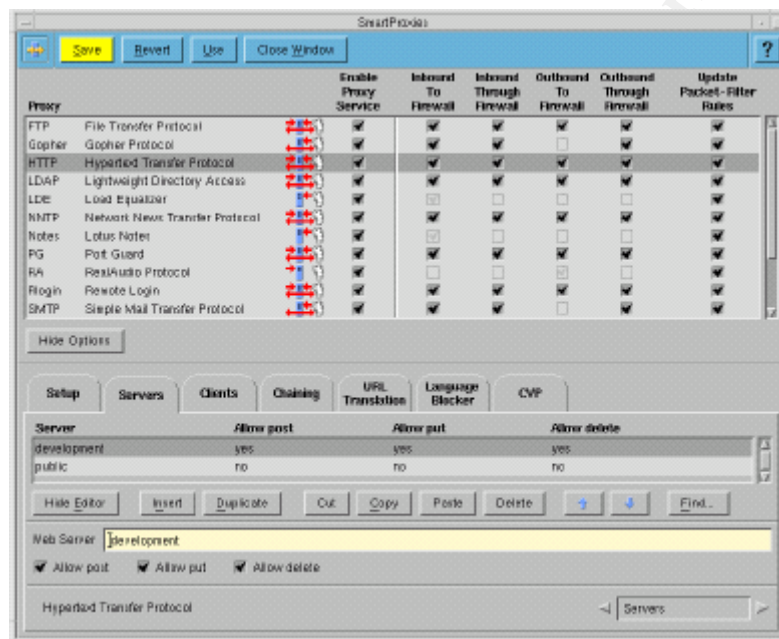 SmartProxies
Save Revert Use Close Window ?
Proxy Enable Proxy Service Inbound To Firewall Inbound Through Firewall Outbound To Firewall Outbound Through Firewall Update Packet-Filter Rules
FTP File Transfer Protocol
Gopher Gopher Protocol
HTTP Hypertext Transfer Protocol
LDAP Lightweight Directory Access
LDE Load Equalizer
NNTP Network News Transfer Protocol
Notes Lotus Notes
PG Port Guard
RA RealAudio Protocol
Rlogin Remote Login
SMTP Simple Mail Transfer Protocol
Hide Options
Setup Servers Clients Chaining URL Translation Language Blocker CVP
Server Allow post Allow put Allow delete
development yes yes yes
public no no no
Hide Editor Insert Duplicate Cut Copy Paste Delete Find...
Web Server development
Allow post Allow put Allow delete
Hypertext Transfer Protocol Servers